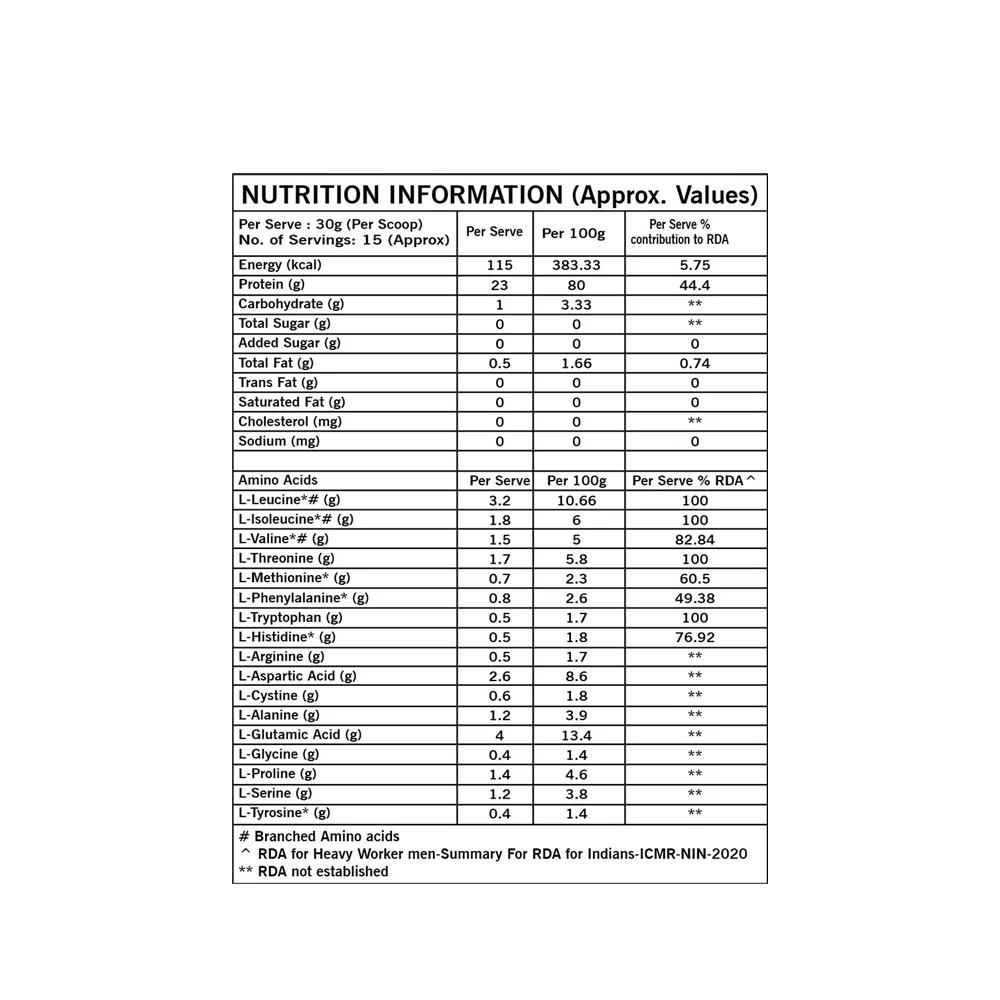 NUTRITION INFORMATION (Approx. Values)
Per Serve : 30g (Per Scoop)
No. of Servings: 15 (Approx) Per Serve Per 100g Per Serve % contribution to RDA
Energy (kcal) 115 383.33 5.75
Protein (g) 23 80 44.4
Carbohydrate (g) 1 3.33 **
Total Sugar (g) 0 0 **
Added Sugar (g) 0 0 0
Total Fat (g) 0.5 1.66 0.74
Trans Fat (g) 0 0 0
Saturated Fat (g) 0 0 0
Cholesterol (mg) 0 0 **
Sodium (mg) 0 0 0
Amino Acids Per Serve Per 100g Per Serve % RDA^
L-Leucine*# (g) 3.2 10.66 100
L-Isoleucine*# (g) 1.8 6 100
L-Valine*# (g) 1.5 5 82.84
L-Threonine (g) 1.7 5.8 100
L-Methionine* (g) 0.7 2.3 60.5
L-Phenylalanine* (g) 0.8 2.6 49.38
L-Tryptophan (g) 0.5 1.7 100
L-Histidine* (g) 0.5 1.8 76.92
L-Arginine (g) 0.5 1.7 **
L-Aspartic Acid (g) 2.6 8.6 **
L-Cystine (g) 0.6 1.8 **
L-Alanine (g) 1.2 3.9 **
L-Glutamic Acid (g) 4 13.4 **
L-Glycine (g) 0.4 1.4 **
L-Proline (g) 1.4 4.6 **
L-Serine (g) 1.2 3.8 **
L-Tyrosine* (g) 0.4 1.4 **
# Branched Amino acids
^ RDA for Heavy Worker men-Summary For RDA for Indians-ICMR-NIN-2020
** RDA not established